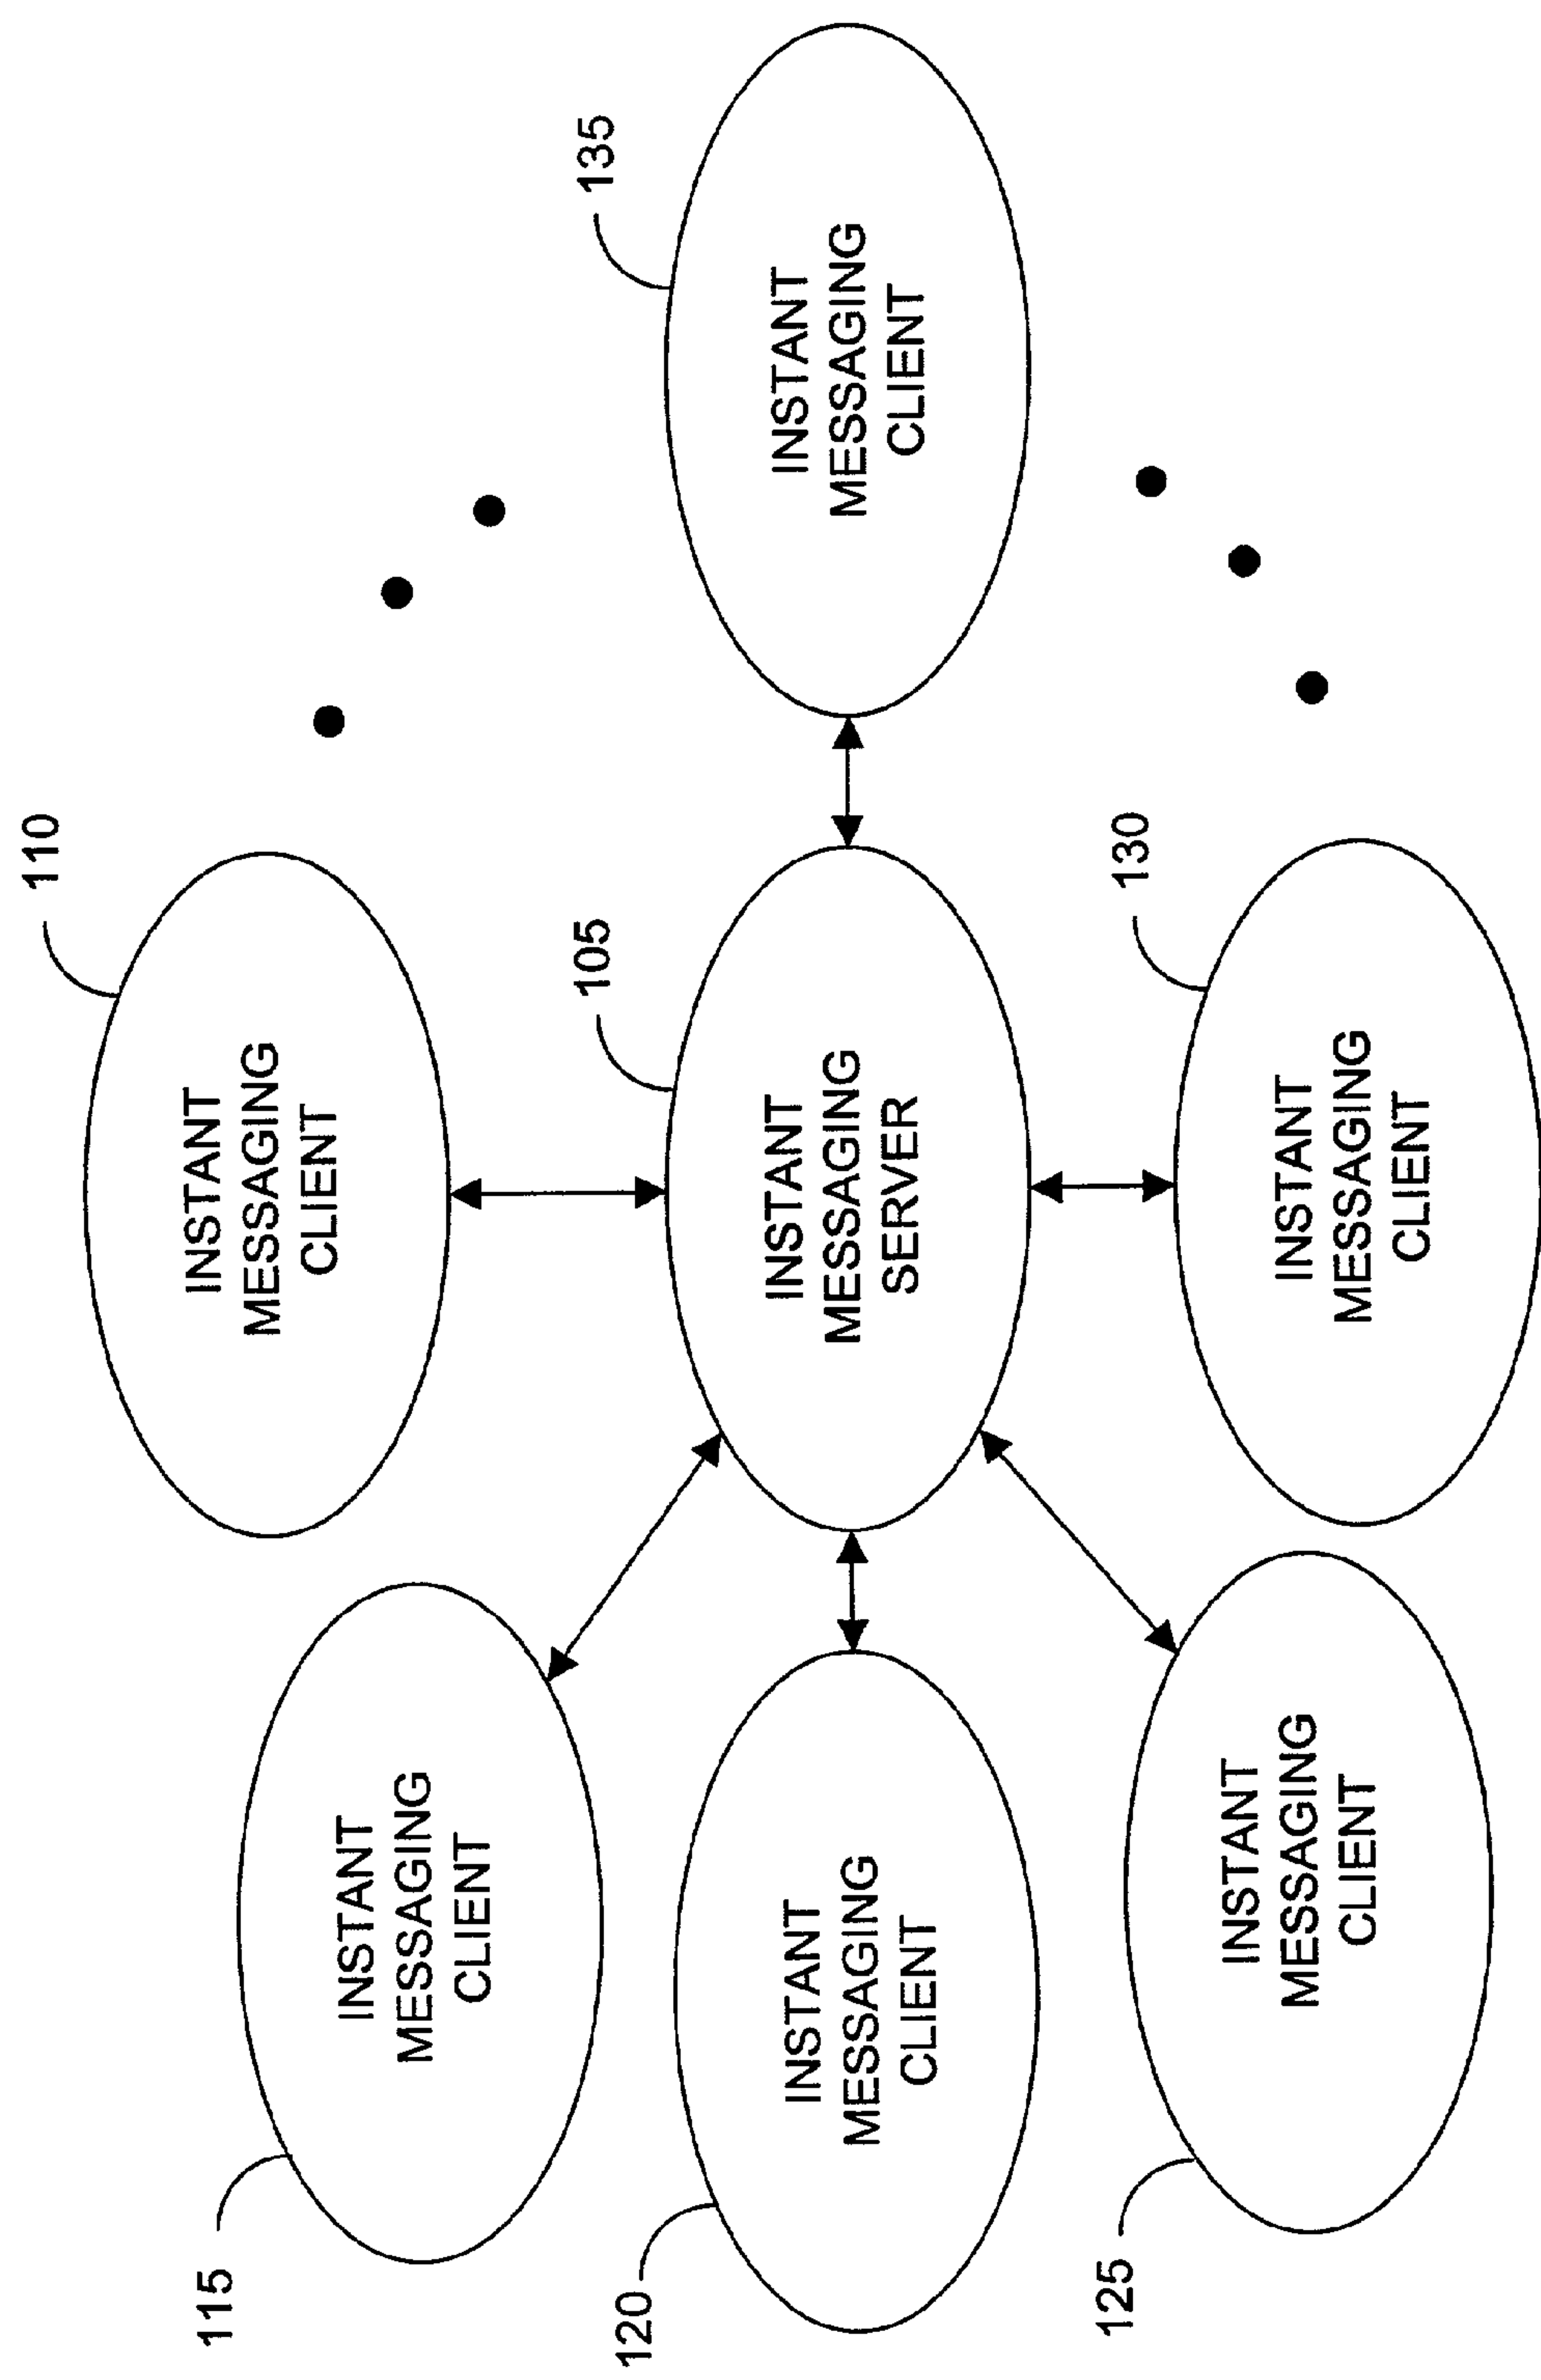 110
INSTANT
MESSAGING
CLIENT
115
INSTANT
MESSAGING
CLIENT
105
INSTANT
MESSAGING
SERVER
135
INSTANT
MESSAGING
CLIENT
120
INSTANT
MESSAGING
CLIENT
125
INSTANT
MESSAGING
CLIENT
130
INSTANT
MESSAGING
CLIENT